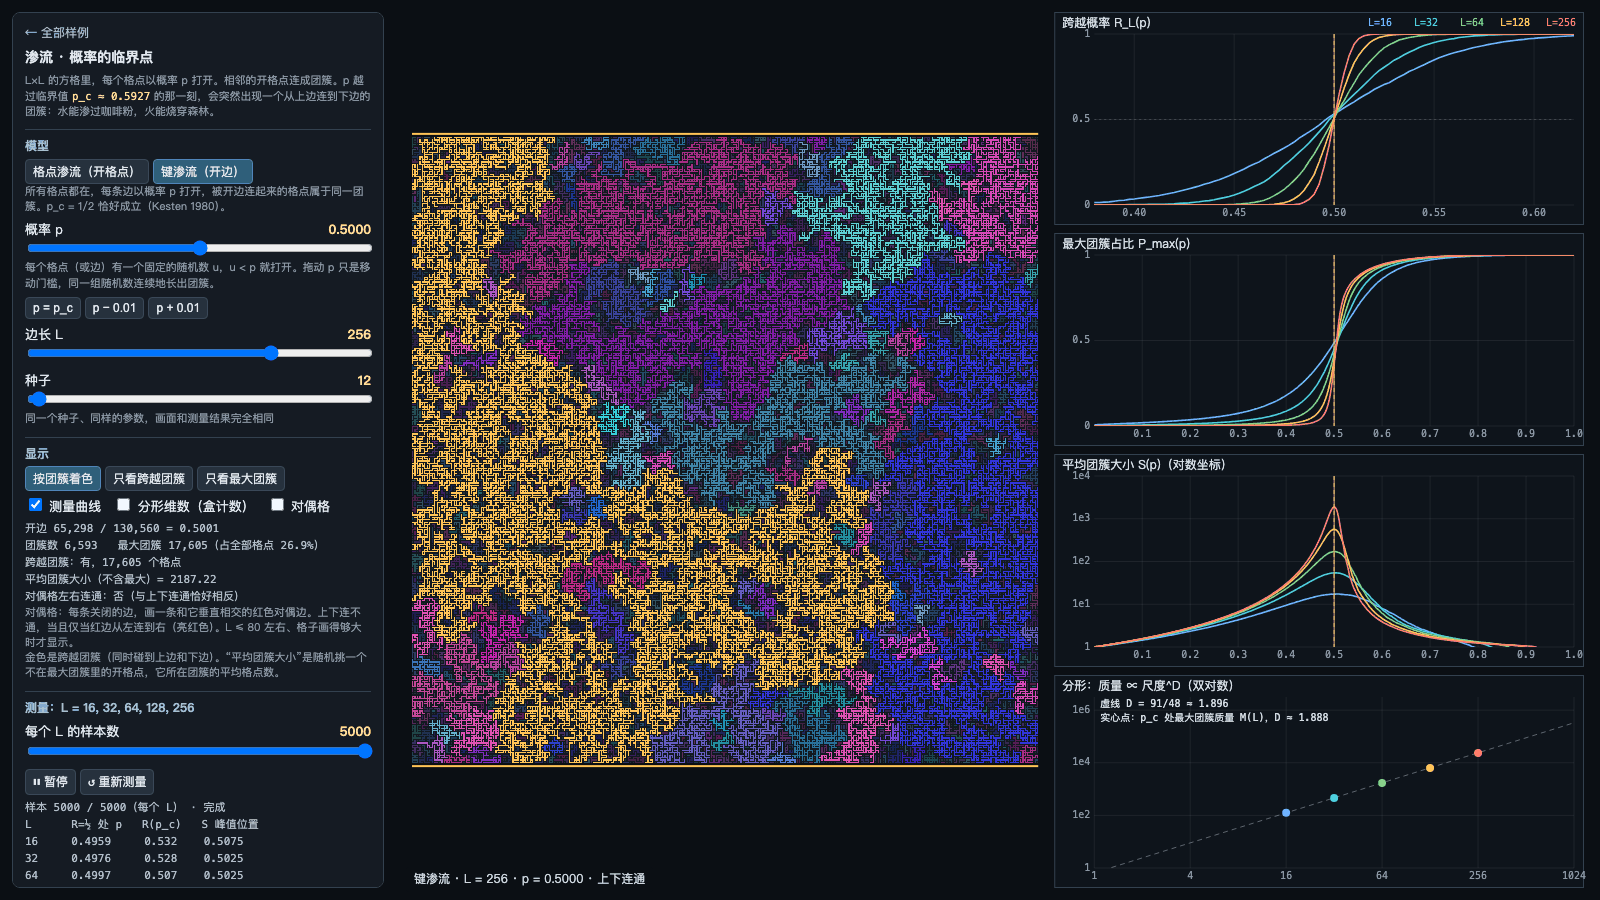 ← 全部样例
渗流 · 概率的临界点
L×L 的方格里，每个格点以概率 p 打开。相邻的开格点连成团簇。p 越
过临界值 p_c ≈ 0.5927 的那一刻，会突然出现一个从上边连到下边的
团簇：水能渗过咖啡粉，火能烧穿森林。
模型
格点渗流（开格点） 键渗流（开边）
所有格点都在，每条边以概率 p 打开，被开边连起来的格点属于同一团
簇。p_c = 1/2 恰好成立（Kesten 1980）。
概率 p 0.5000
每个格点（或边）有一个固定的随机数 u，u < p 就打开。拖动 p 只是移
动门槛，同一组随机数连续地长出团簇。
p = p_c p − 0.01 p + 0.01
边长 L 256
种子 12
同一个种子、同样的参数，画面和测量结果完全相同
显示
按团簇着色 只看跨越团簇 只看最大团簇
测量曲线 分形维数（盒计数） 对偶格
开边 65,298 / 130,560 = 0.5001
团簇数 6,593 最大团簇 17,605（占全部格点 26.9%）
跨越团簇：有，17,605 个格点
平均团簇大小（不含最大）= 2187.22
对偶格左右连通：否（与上下连通恰好相反）
对偶格：每条关闭的边，画一条和它垂直相交的红色对偶边。上下连不
通，当且仅当红边从左连到右（亮红色）。L ≤ 80 左右、格子画得够大
时才显示。
金色是跨越团簇（同时碰到上边和下边）。“平均团簇大小”是随机挑一个
不在最大团簇里的开格点，它所在团簇的平均格点数。
测量：L = 16, 32, 64, 128, 256
每个 L 的样本数 5000
⏸ 暂停 ↺ 重新测量
样本 5000 / 5000（每个 L） · 完成
L R=½ 处 p R(p_c) S 峰值位置
16 0.4959 0.532 0.5075
32 0.4976 0.528 0.5025
64 0.4997 0.507 0.5025
键渗流 · L = 256 · p = 0.5000 · 上下连通
跨越概率 R_L(p) L=16 L=32 L=64 L=128 L=256
1
0.5
0
0.40 0.45 0.50 0.55 0.60
最大团簇占比 P_max(p)
1
0.5
0
0.1 0.2 0.3 0.4 0.5 0.6 0.7 0.8 0.9 1.0
平均团簇大小 S(p)（对数坐标）
1e4
1e3
1e2
1e1
1
0.1 0.2 0.3 0.4 0.5 0.6 0.7 0.8 0.9 1.0
分形：质量 ∝ 尺度^D（双对数）
虚线 D = 91/48 ≈ 1.896
实心点：p_c 处最大团簇质量 M(L)，D ≈ 1.888
1e6
1e4
1e2
1
1 4 16 64 256 1024